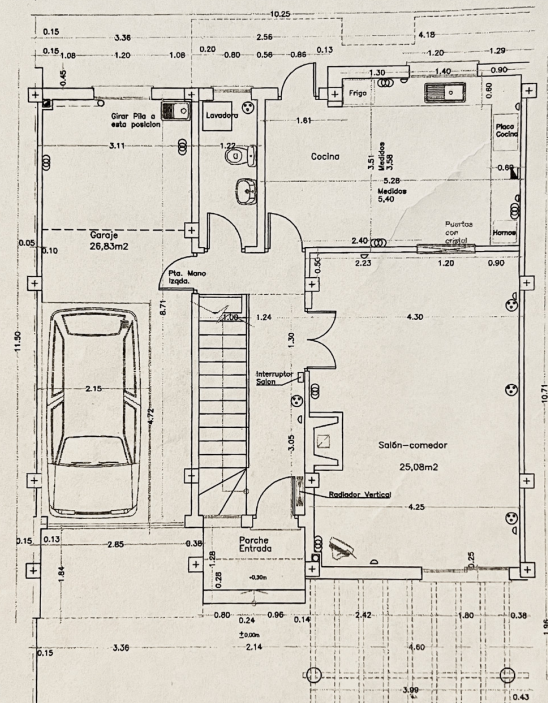 10.25
0.15
3.36
2.56
4.18
0.15
1.08
1.20
1.08
0.20
0.80
0.56
0.86
0.13
1.20
1.29
0.45
1.30
1.40
0.90
Frigo
0.60
Girar Pila a
esta posicion
Lavadora
1.61
Placa
Cocina
3.11
1.22
Cocina
3.51
Medidas
3,58
0.60
5.28
Medidas
5,40
Puertas
con
cristal
Hornos
Garaje
26,83m2
0.05
0.10
2.40
2.23
1.20
0.90
0.50
Pta. Mano
Izqda.
8.71
1.00
1.24
4.30
1.30
11.50
10.71
Interruptor
Salon
2.15
4.72
3.05
Salón-comedor
25,08m2
Radiador Vertical
4.25
0.15
0.13
2.85
0.38
Porche
Entrada
1.28
0.28
+0,30m
0.25
1.84
0.80
0.96
0.14
0.24
2.42
1.80
0.38
±0,00m
1.96
0.15
3.36
2.14
4.60
3.99
0.43